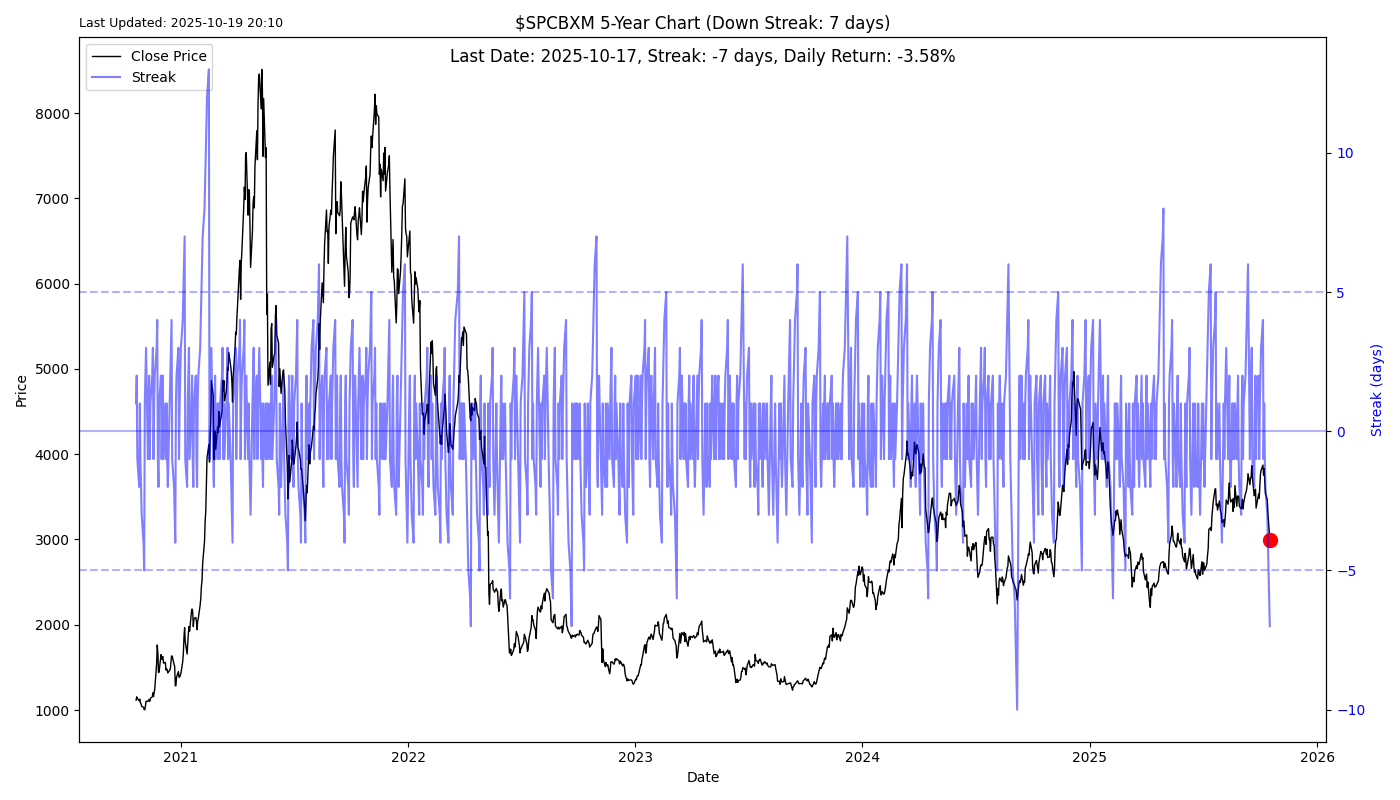 Last Updated: 2025-10-19 20:10
$SPCBXM 5-Year Chart (Down Streak: 7 days)
Last Date: 2025-10-17, Streak: -7 days, Daily Return: -3.58%
Close Price
Streak
8000
7000
6000
5000
4000
3000
2000
1000
Price
10
5
0
−5
−10
Streak (days)
2021
2022
2023
2024
2025
2026
Date